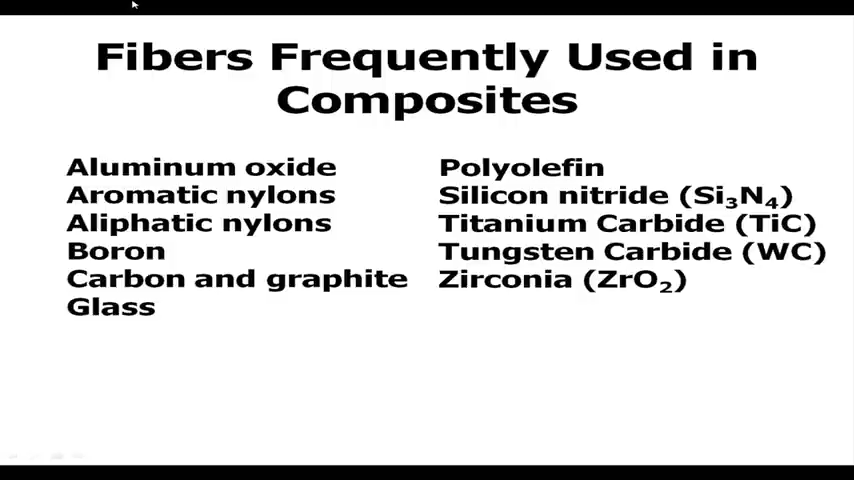 Fibers Frequently Used in
Composites
Aluminum oxide
Aromatic nylons
Aliphatic nylons
Boron
Carbon and graphite
Glass
Polyolefin
Silicon nitride (Si₃N₄)
Titanium Carbide (TiC)
Tungsten Carbide (WC)
Zirconia (ZrO₂)